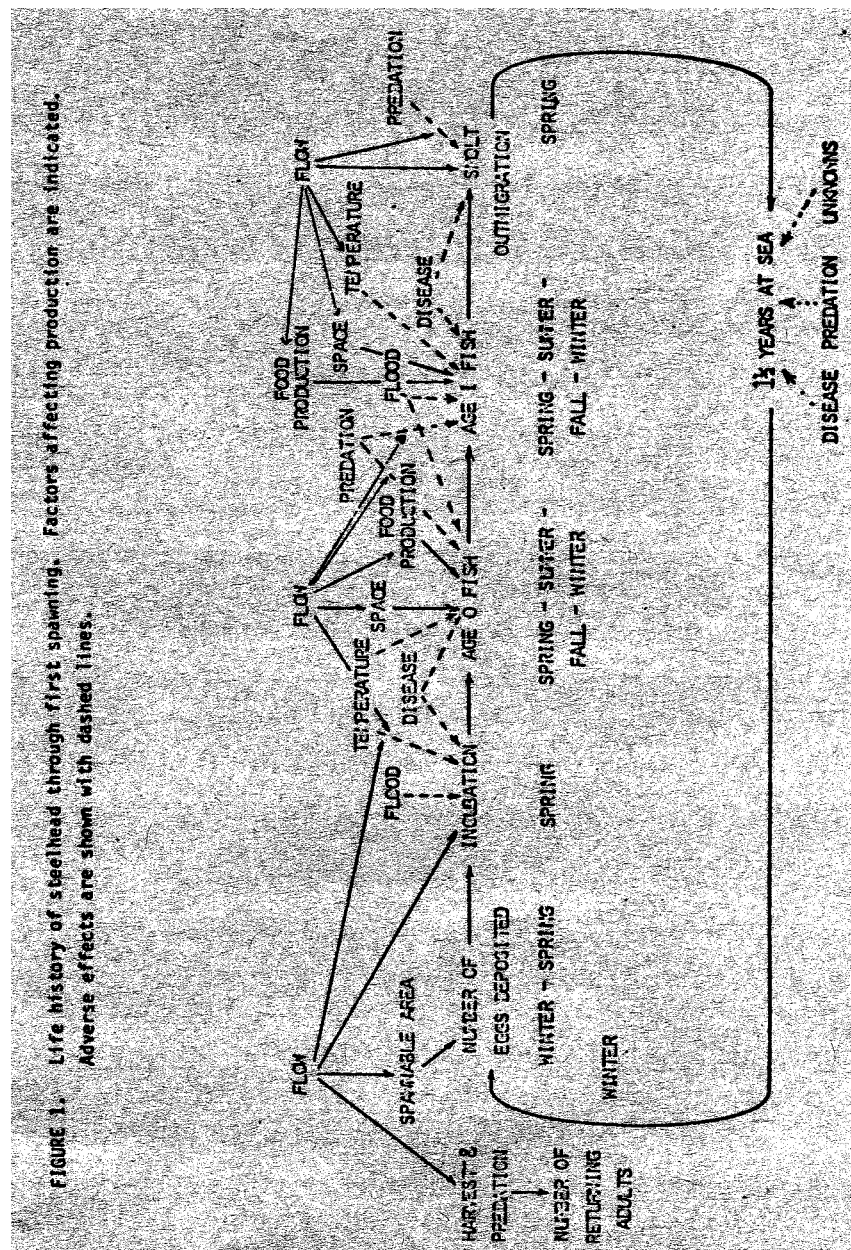 FIGURE 1. Life history of steelhead through first spawning. Factors affecting production are indicated.
Adverse effects are shown with dashed lines.
FLOW
FLOW
FLOW
FOOD
PRODUCTION
PREDATION
TEMPERATURE
SPACE
PREDATION
FLOOD
DISEASE
TEMPERATURE
SPACE
FOOD
PRODUCTION
DISEASE
FLOOD
SPAWNABLE AREA
HARVEST &
PREDATION
NUMBER OF
EGGS DEPOSITED
INCUBATION
AGE 0 FISH
AGE I FISH
SMOLT
OUTMIGRATION
NUMBER OF
RETURNING
ADULTS
WINTER - SPRING
SPRING
SPRING - SUMMER -
FALL - WINTER
SPRING - SUMMER -
FALL - WINTER
SPRING
WINTER
1½ YEARS AT SEA
DISEASE PREDATION UNKNOWNS